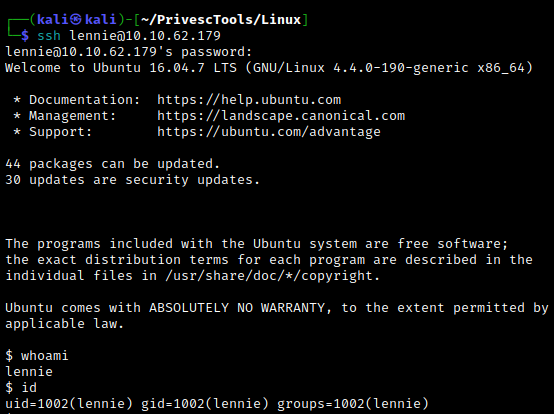 ┌──(kali㉿kali)-[~/PrivescTools/Linux]
└─$ ssh lennie@10.10.62.179
lennie@10.10.62.179's password:
Welcome to Ubuntu 16.04.7 LTS (GNU/Linux 4.4.0-190-generic x86_64)
* Documentation:  https://help.ubuntu.com
* Management:     https://landscape.canonical.com
* Support:        https://ubuntu.com/advantage
44 packages can be updated.
30 updates are security updates.
The programs included with the Ubuntu system are free software;
the exact distribution terms for each program are described in the
individual files in /usr/share/doc/*/copyright.
Ubuntu comes with ABSOLUTELY NO WARRANTY, to the extent permitted by
applicable law.
$ whoami
lennie
$ id
uid=1002(lennie) gid=1002(lennie) groups=1002(lennie)